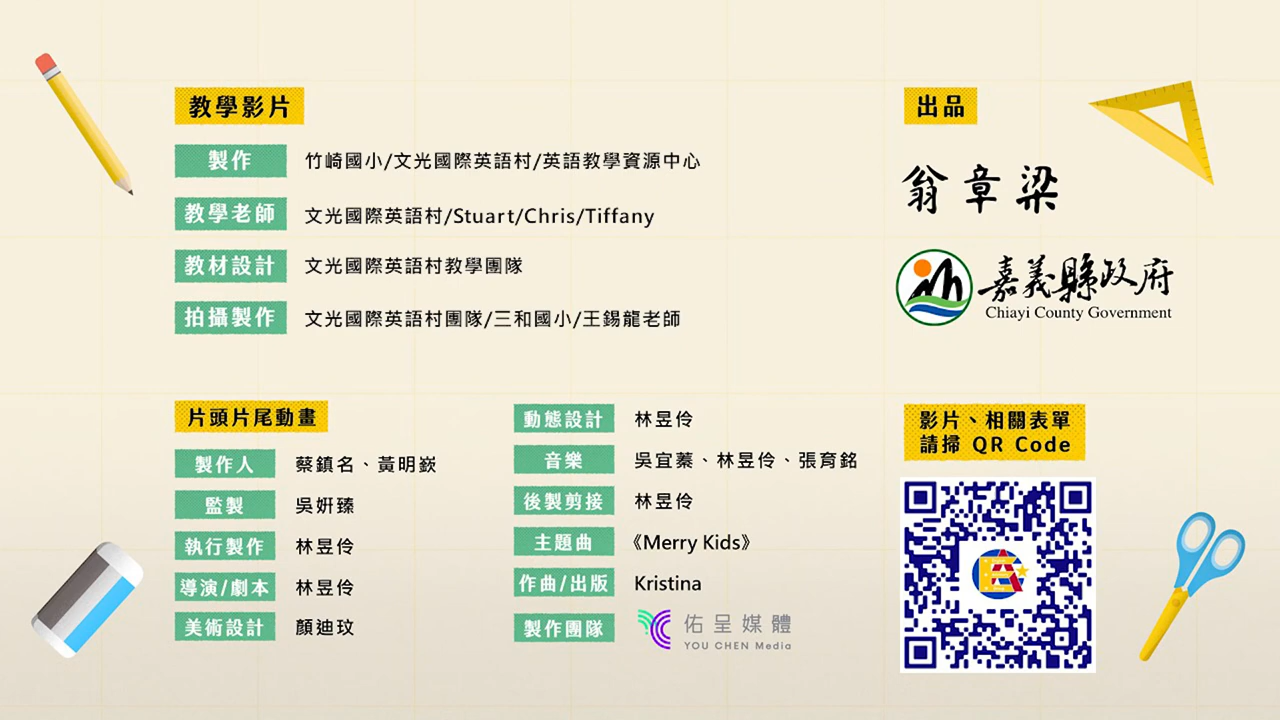 教學影片
製作 竹崎國小/文光國際英語村/英語教學資源中心
教學老師 文光國際英語村/Stuart/Chris/Tiffany
教材設計 文光國際英語村教學團隊
拍攝製作 文光國際英語村團隊/三和國小/王錫龍老師
出品
翁章梁
嘉義縣政府
Chiayi County Government
片頭片尾動畫
製作人 蔡鎮名、黃明嶔
監製 吳姸臻
執行製作 林昱伶
導演/劇本 林昱伶
美術設計 顏迪玟
動態設計 林昱伶
音樂 吳宜蓁、林昱伶、張育銘
後製剪接 林昱伶
主題曲 《Merry Kids》
作曲/出版 Kristina
製作團隊 佑呈媒體
YOU CHEN Media
影片、相關表單
請掃 QR Code